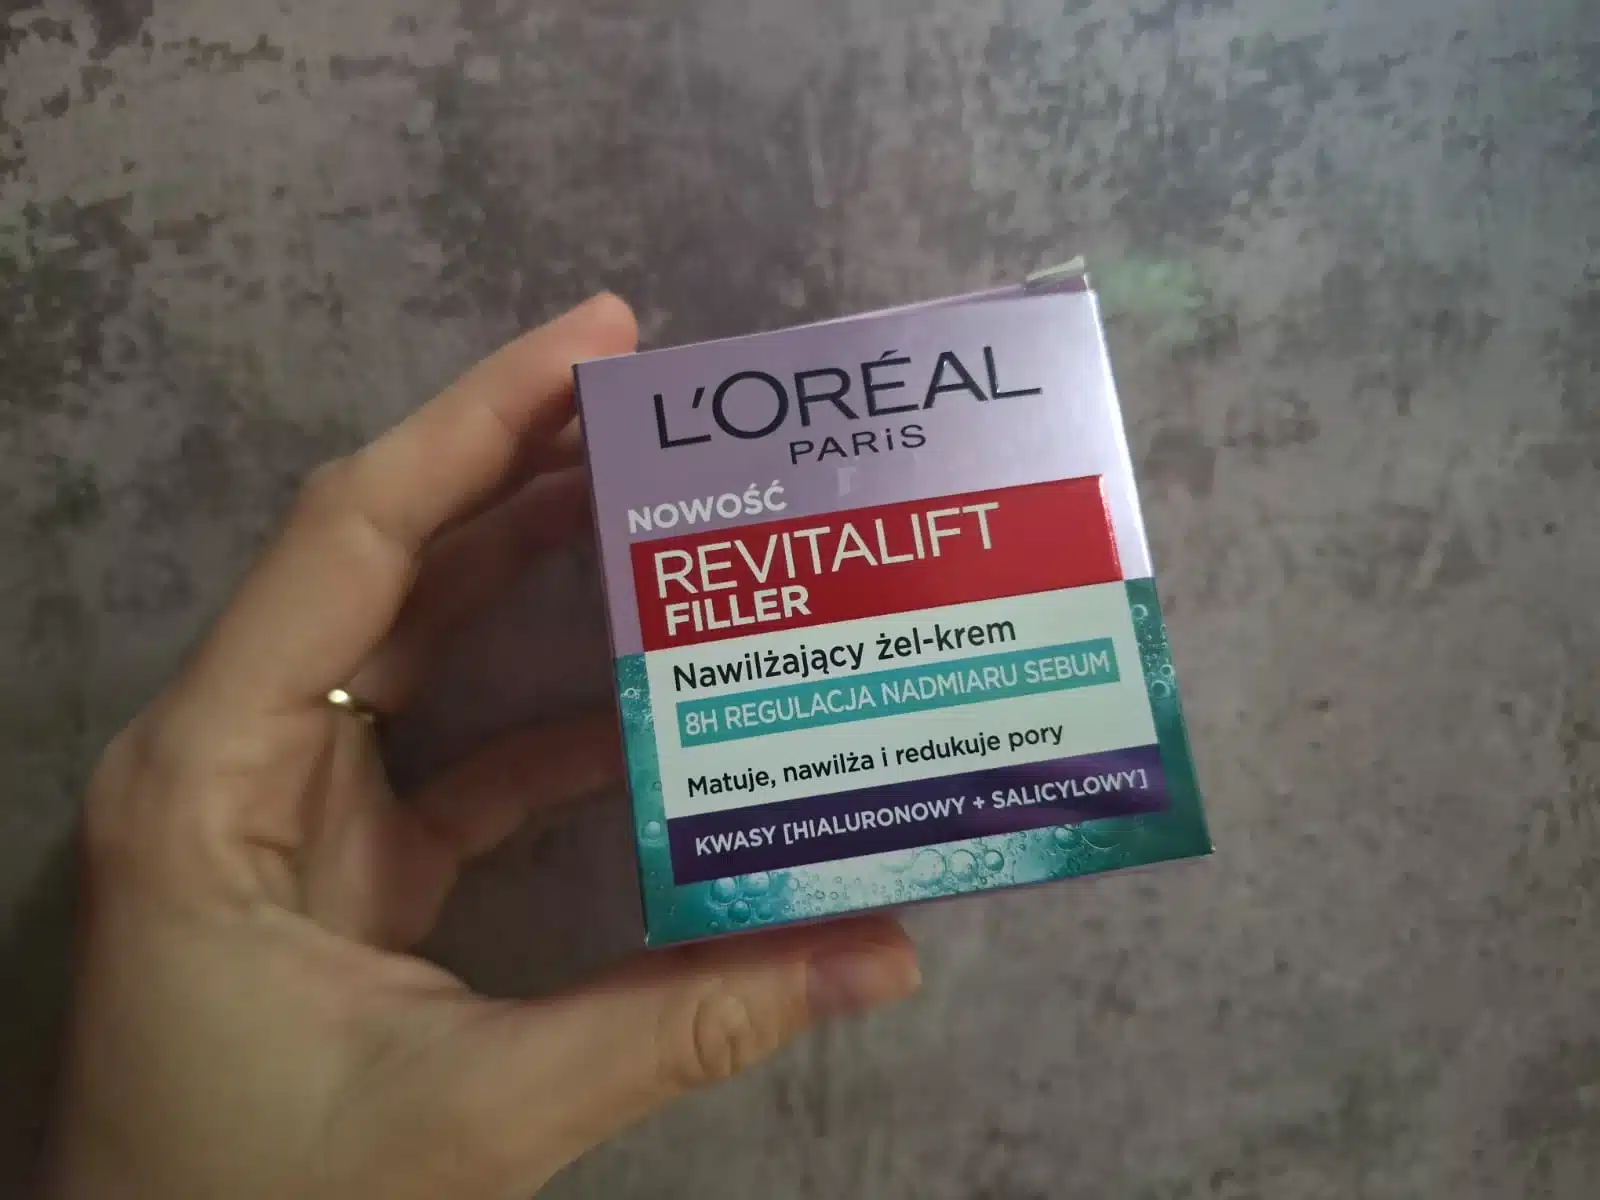 L'ORÉAL
PARiS
NOWOŚĆ
REVITALIFT
FILLER
Nawilżający żel-krem
8H REGULACJA NADMIARU SEBUM
Matuje, nawilża i redukuje pory
KWASY [HIALURONOWY + SALICYLOWY]